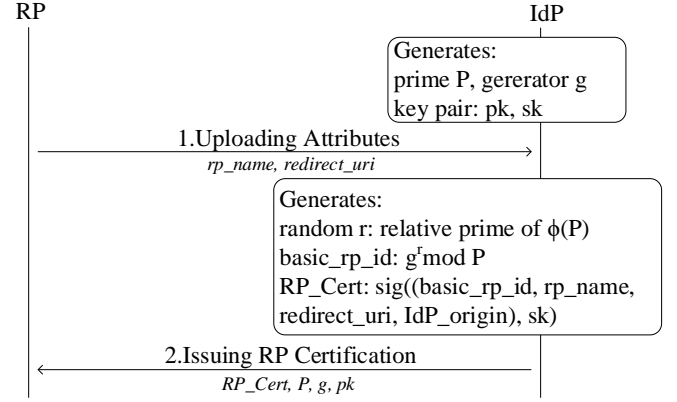 RP
IdP
Generates:
prime P, gererator g
key pair: pk, sk
1.Uploading Attributes
rp_name, redirect_uri
Generates:
random r: relative prime of ϕ(P)
basic_rp_id: gʳmod P
RP_Cert: sig((basic_rp_id, rp_name,
redirect_uri, IdP_origin), sk)
2.Issuing RP Certification
RP_Cert, P, g, pk